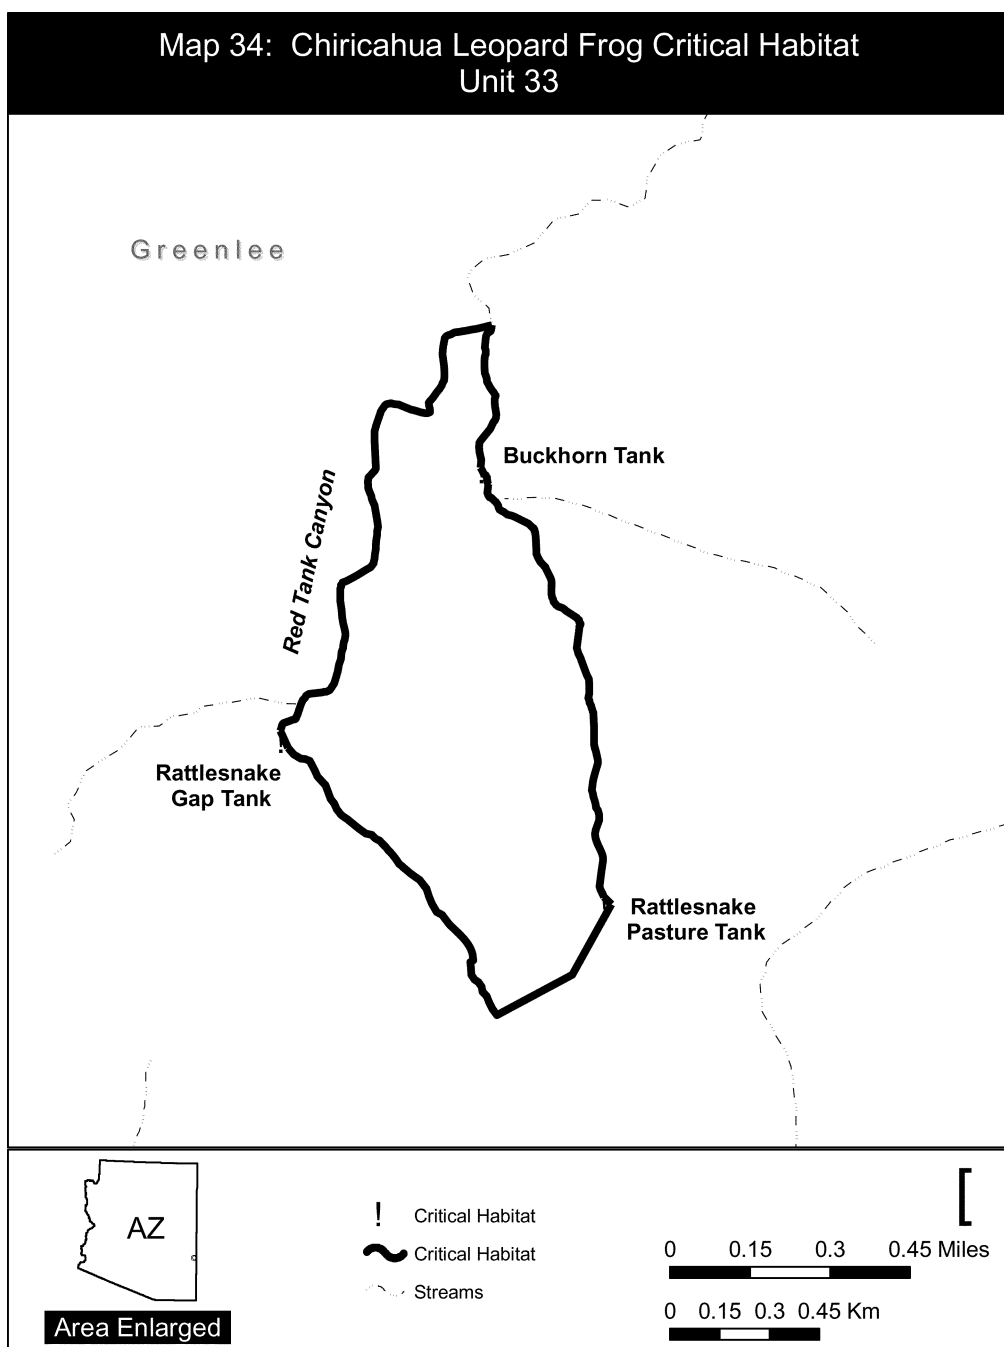 Map 34: Chiricahua Leopard Frog Critical Habitat
Unit 33
Greenlee
Buckhorn Tank
Red Tank Canyon
!
!
Rattlesnake
Gap Tank
Rattlesnake
Pasture Tank
AZ
Area Enlarged
! Critical Habitat
Critical Habitat
Streams
[
0 0.15 0.3 0.45 Miles
0 0.15 0.3 0.45 Km